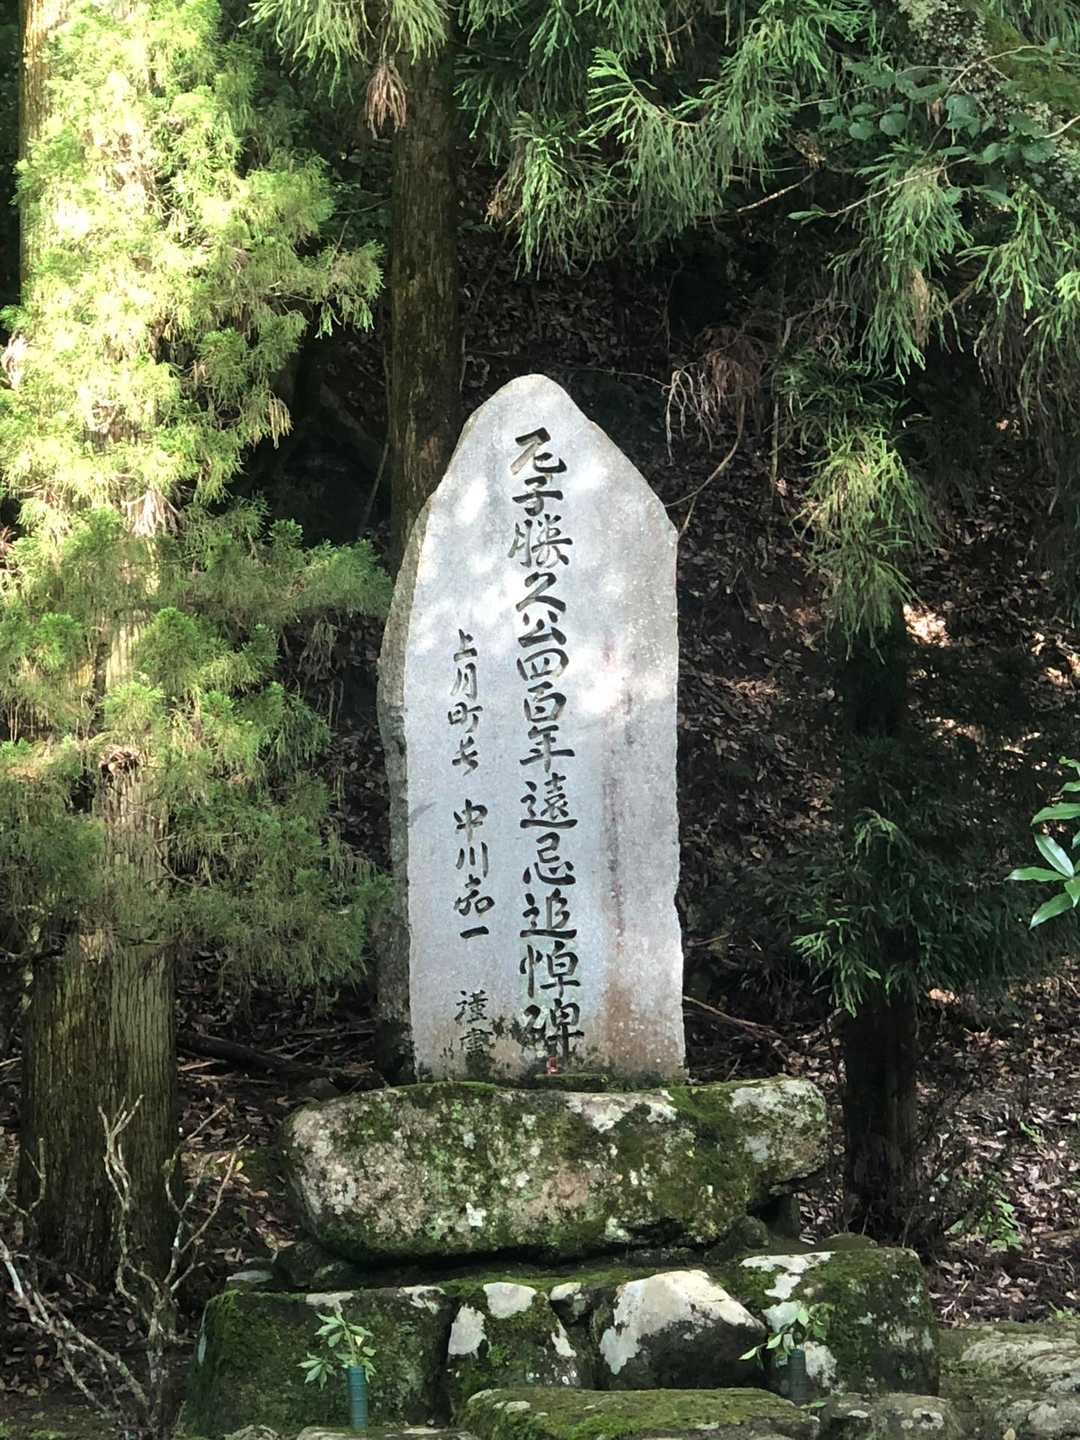 尼子勝久公四百年遠忌追悼碑
上月町長 中川嘉一 謹書